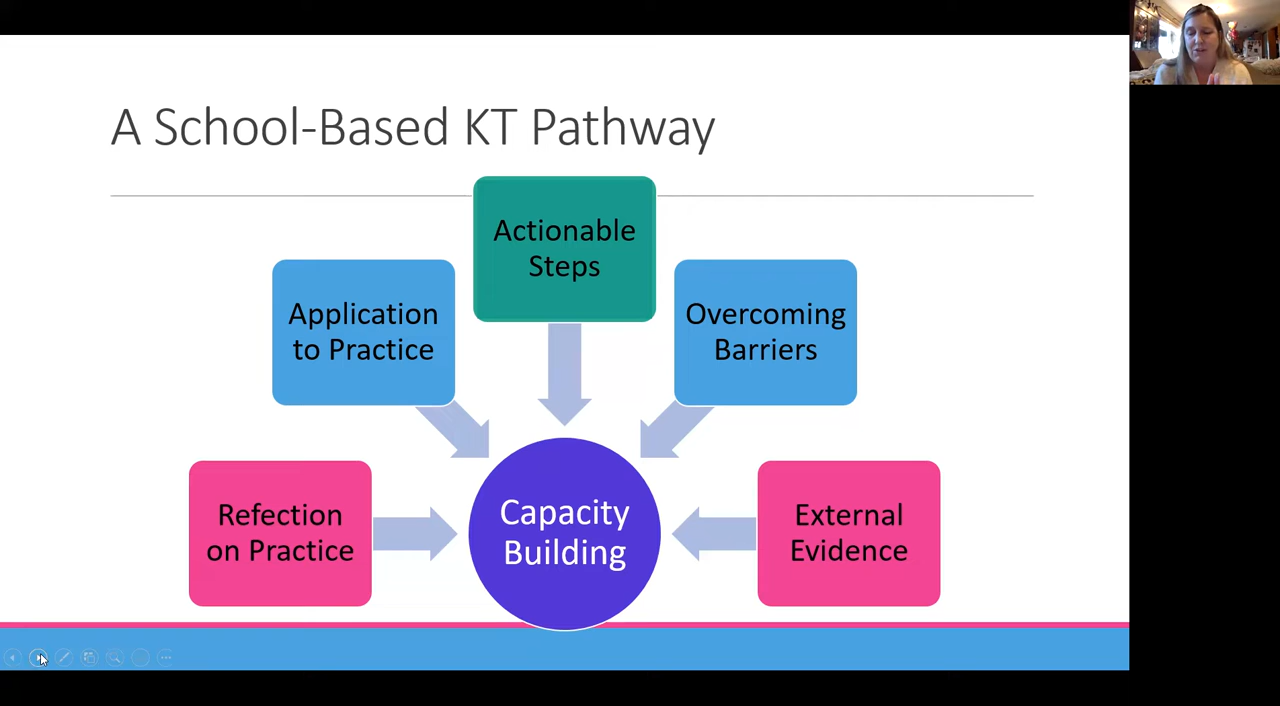 A School-Based KT Pathway
Actionable
Steps
Application
to Practice
Overcoming
Barriers
Refection
on Practice
Capacity
Building
External
Evidence